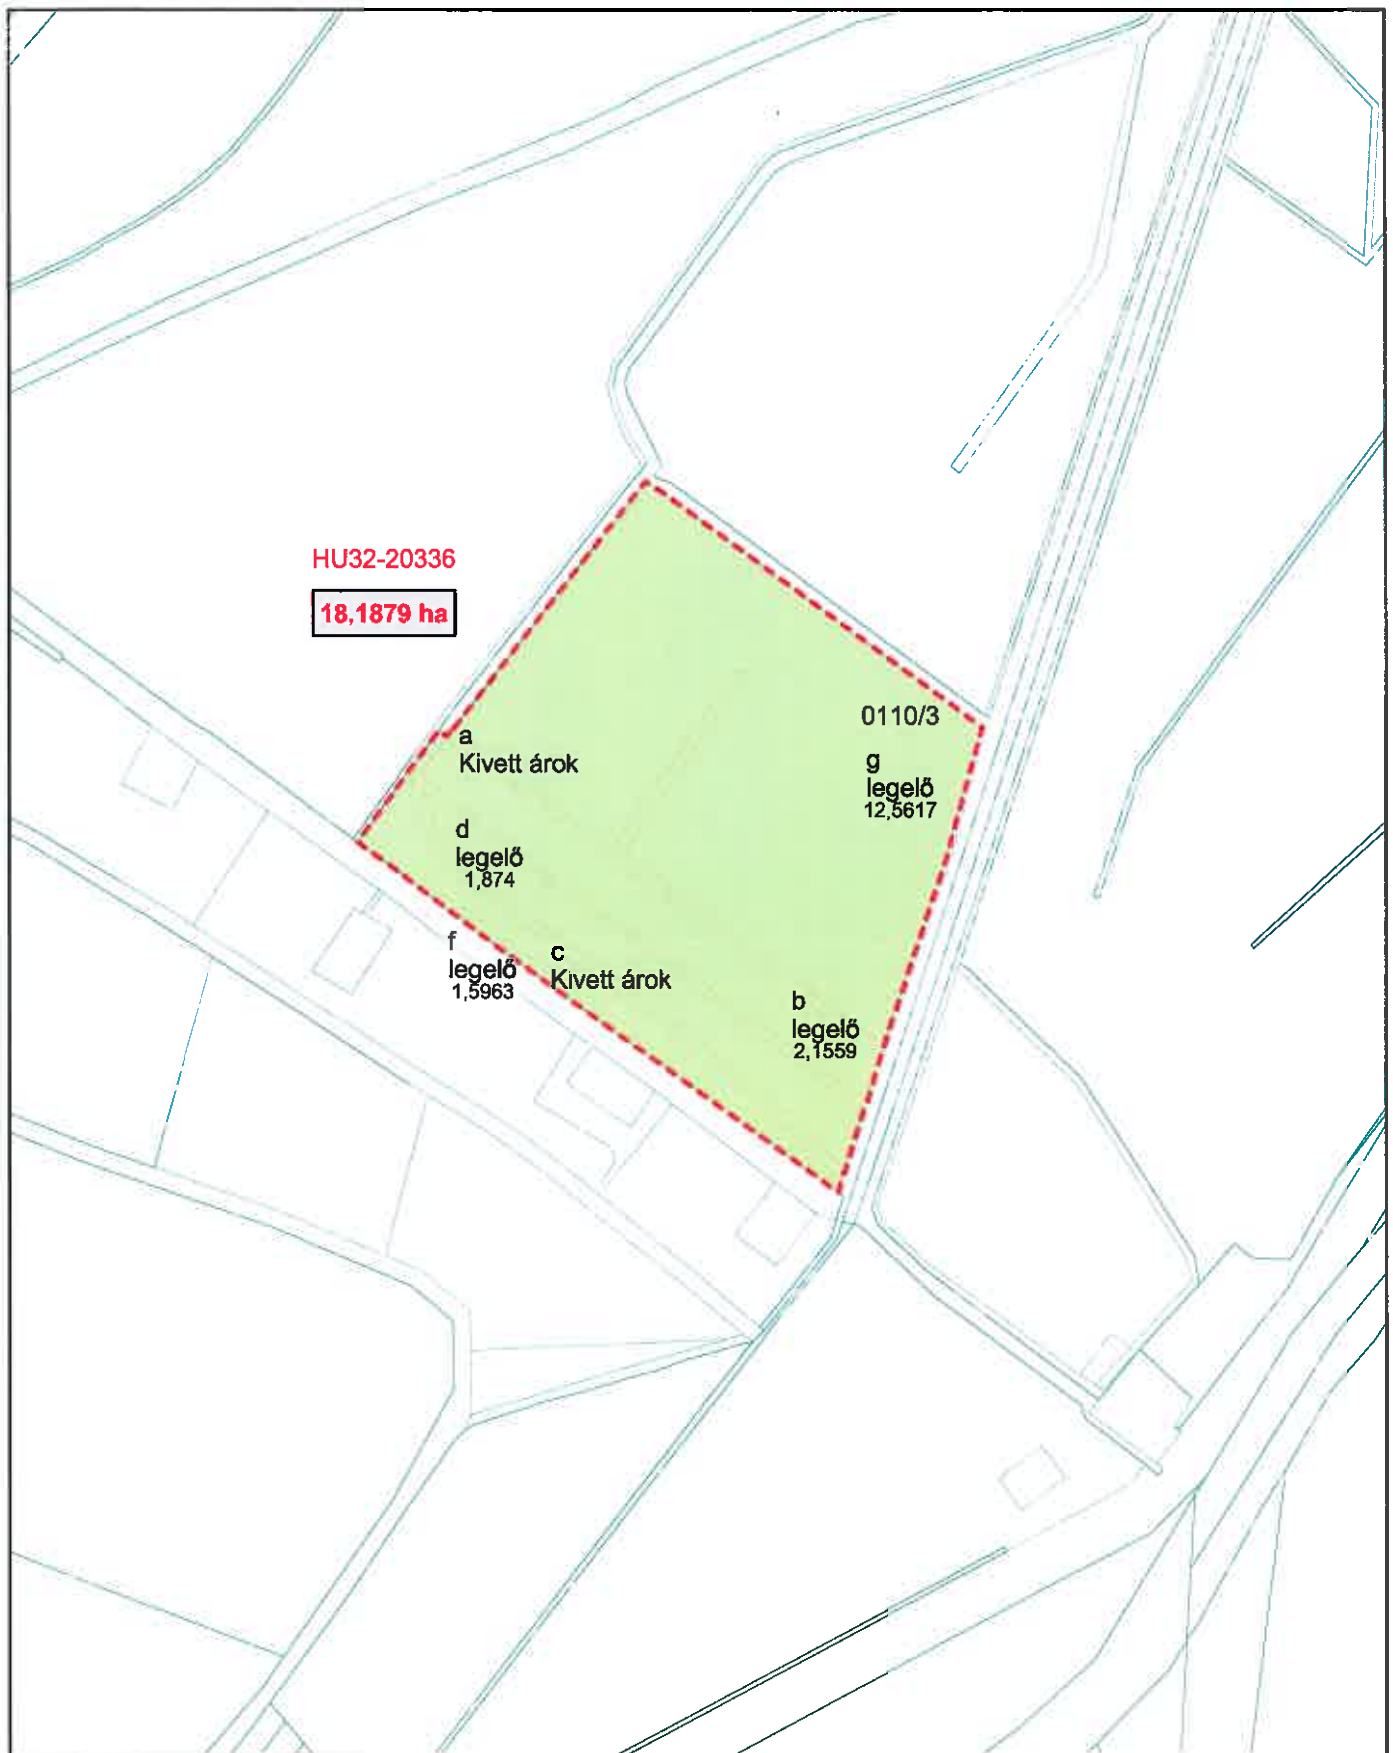 HU32-20336
18,1879 ha
0110/3
a
Kivett árok
g
legelő
12,5617
d
legelő
1,874
f
legelő
1,5963
c
Kivett árok
b
legelő
2,1559